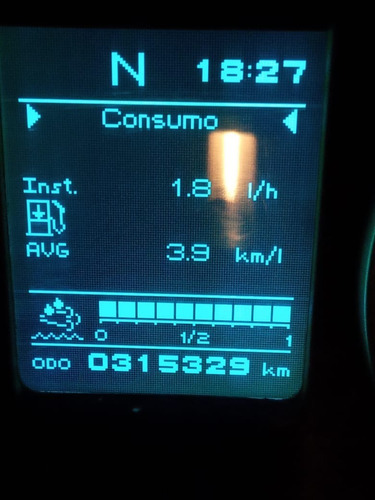 N 18:27
Consumo
Inst. 1.8 l/h
AVG 3.9 km/l
0 1/2 1
ODO 0315329 km